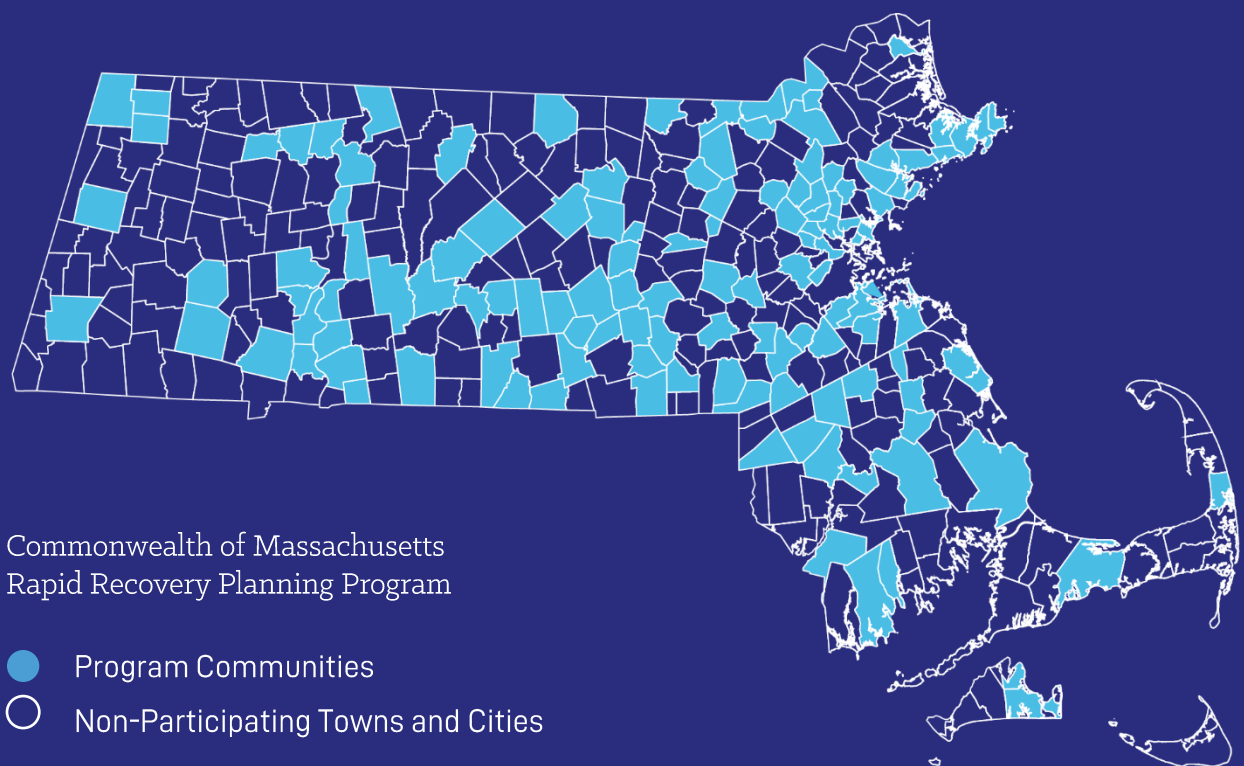 Commonwealth of Massachusetts
Rapid Recovery Planning Program
Program Communities
Non-Participating Towns and Cities